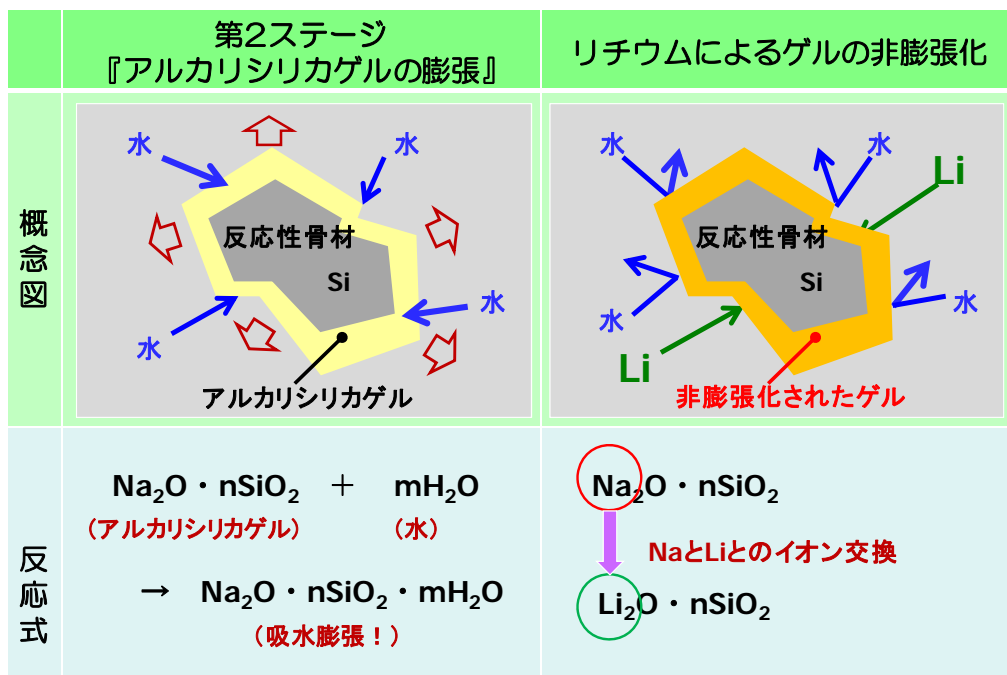 第2ステージ
『アルカリシリカゲルの膨張』
リチウムによるゲルの非膨張化
概念図
水
水
反応性骨材
Si
水
水
アルカリシリカゲル
水
水
Li
反応性骨材
Si
水
水
Li
非膨張化されたゲル
反応式
Na₂O・nSiO₂ + mH₂O
(アルカリシリカゲル) (水)
→ Na₂O・nSiO₂・mH₂O
(吸水膨張!)
Na₂O・nSiO₂
NaとLiとのイオン交換
Li₂O・nSiO₂